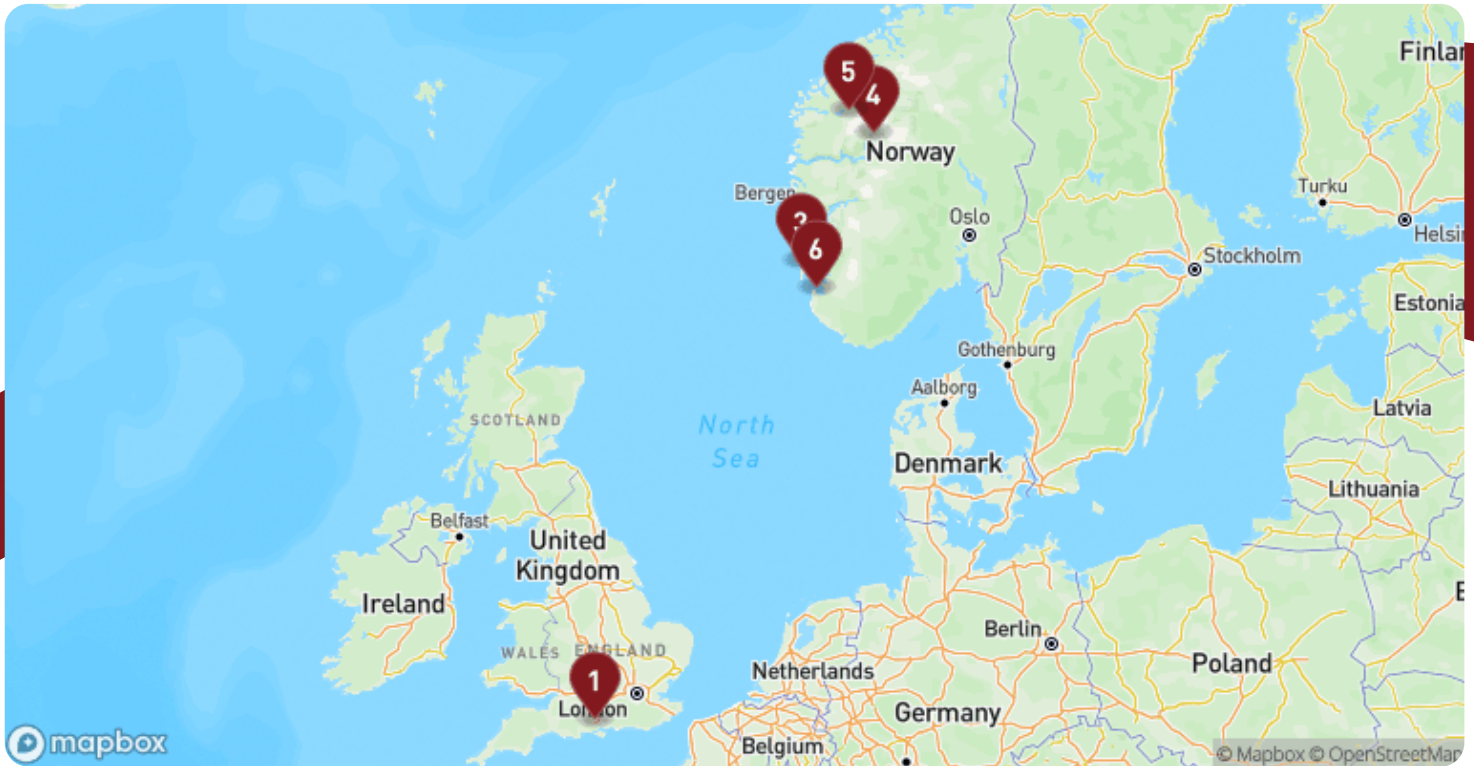 Finlan
5
4
Norway
Bergen
Turku
Oslo
Helsin
3
6
Stockholm
Estonia
Gothenburg
Aalborg
Latvia
SCOTLAND
North
Sea
Denmark
Lithuania
Belfast
United
Kingdom
Ireland
Berlin
WALES
ENGLAND
Netherlands
Poland
1
London
Germany
mapbox
Belgium
© Mapbox © OpenStreetMap